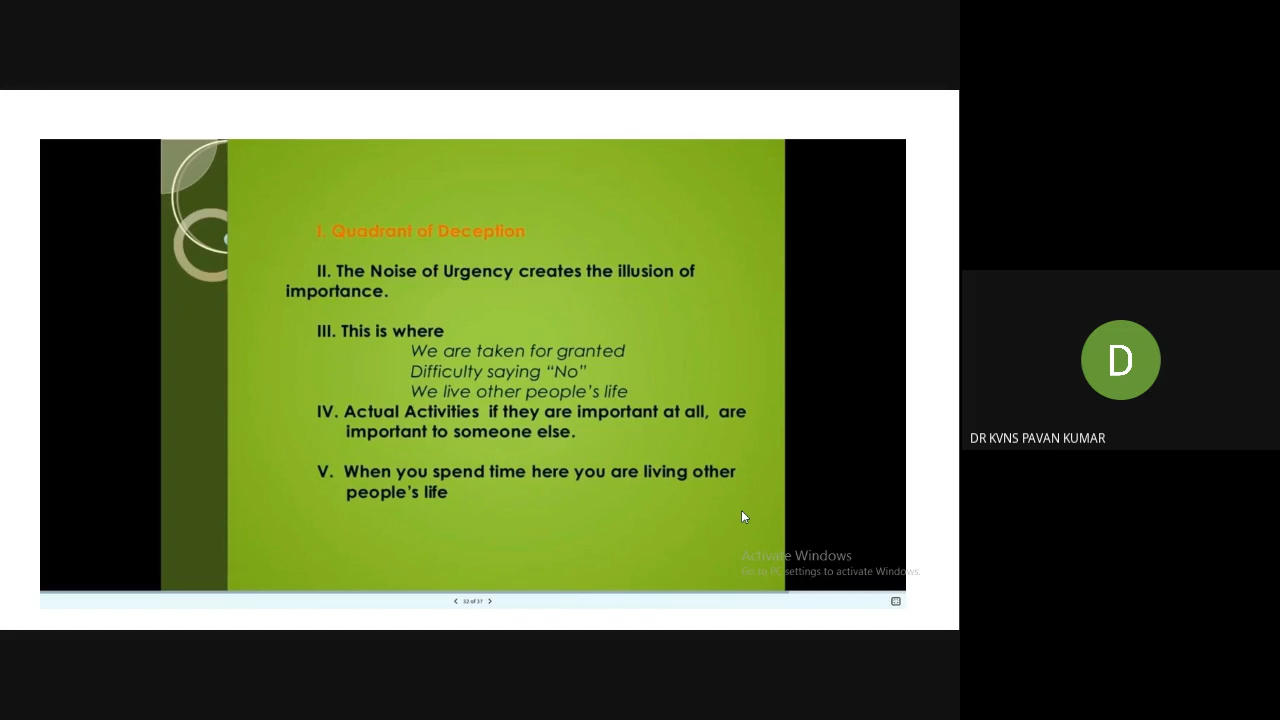 I. Quadrant of Deception
II. The Noise of Urgency creates the illusion of
importance.
III. This is where
We are taken for granted
Difficulty saying “No”
We live other people’s life
IV. Actual Activities if they are important at all, are
important to someone else.
V. When you spend time here you are living other
people’s life
Activate Windows
Go to PC settings to activate Windows.
32 of 37
D
DR KVNS PAVAN KUMAR